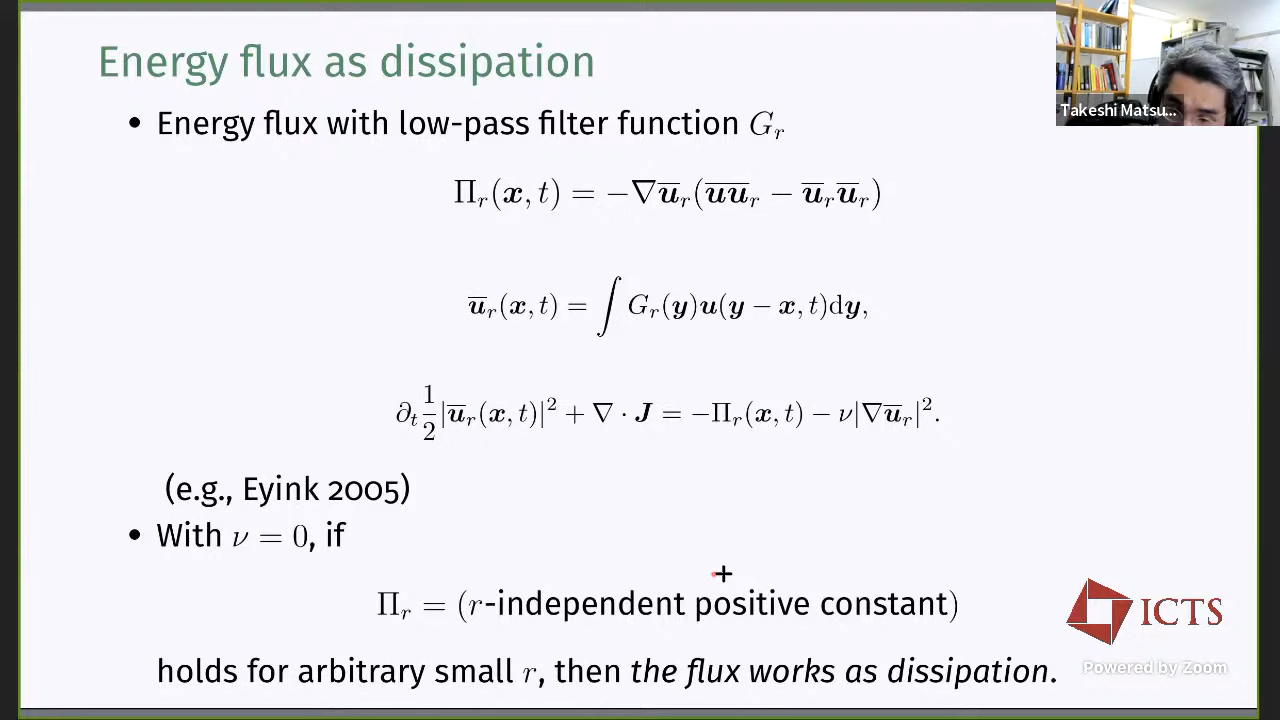 Energy flux as dissipation
Takeshi Matsu...
• Energy flux with low-pass filter function G_r
Π_r(𝒙, t) = −∇ū_r(\overline{𝒖𝒖}_r − ū_rū_r)
ū_r(𝒙, t) = ∫ G_r(𝒚)𝒖(𝒚 − 𝒙, t)d𝒚,
∂_t \frac{1}{2}|ū_r(𝒙, t)|² + ∇ · 𝑱 = −Π_r(𝒙, t) − ν|∇ū_r|².
(e.g., Eyink 2005)
• With ν = 0, if
Π_r = (r-independent positive constant)
ICTS
holds for arbitrary small r, then the flux works as dissipation.
Powered by Zoom